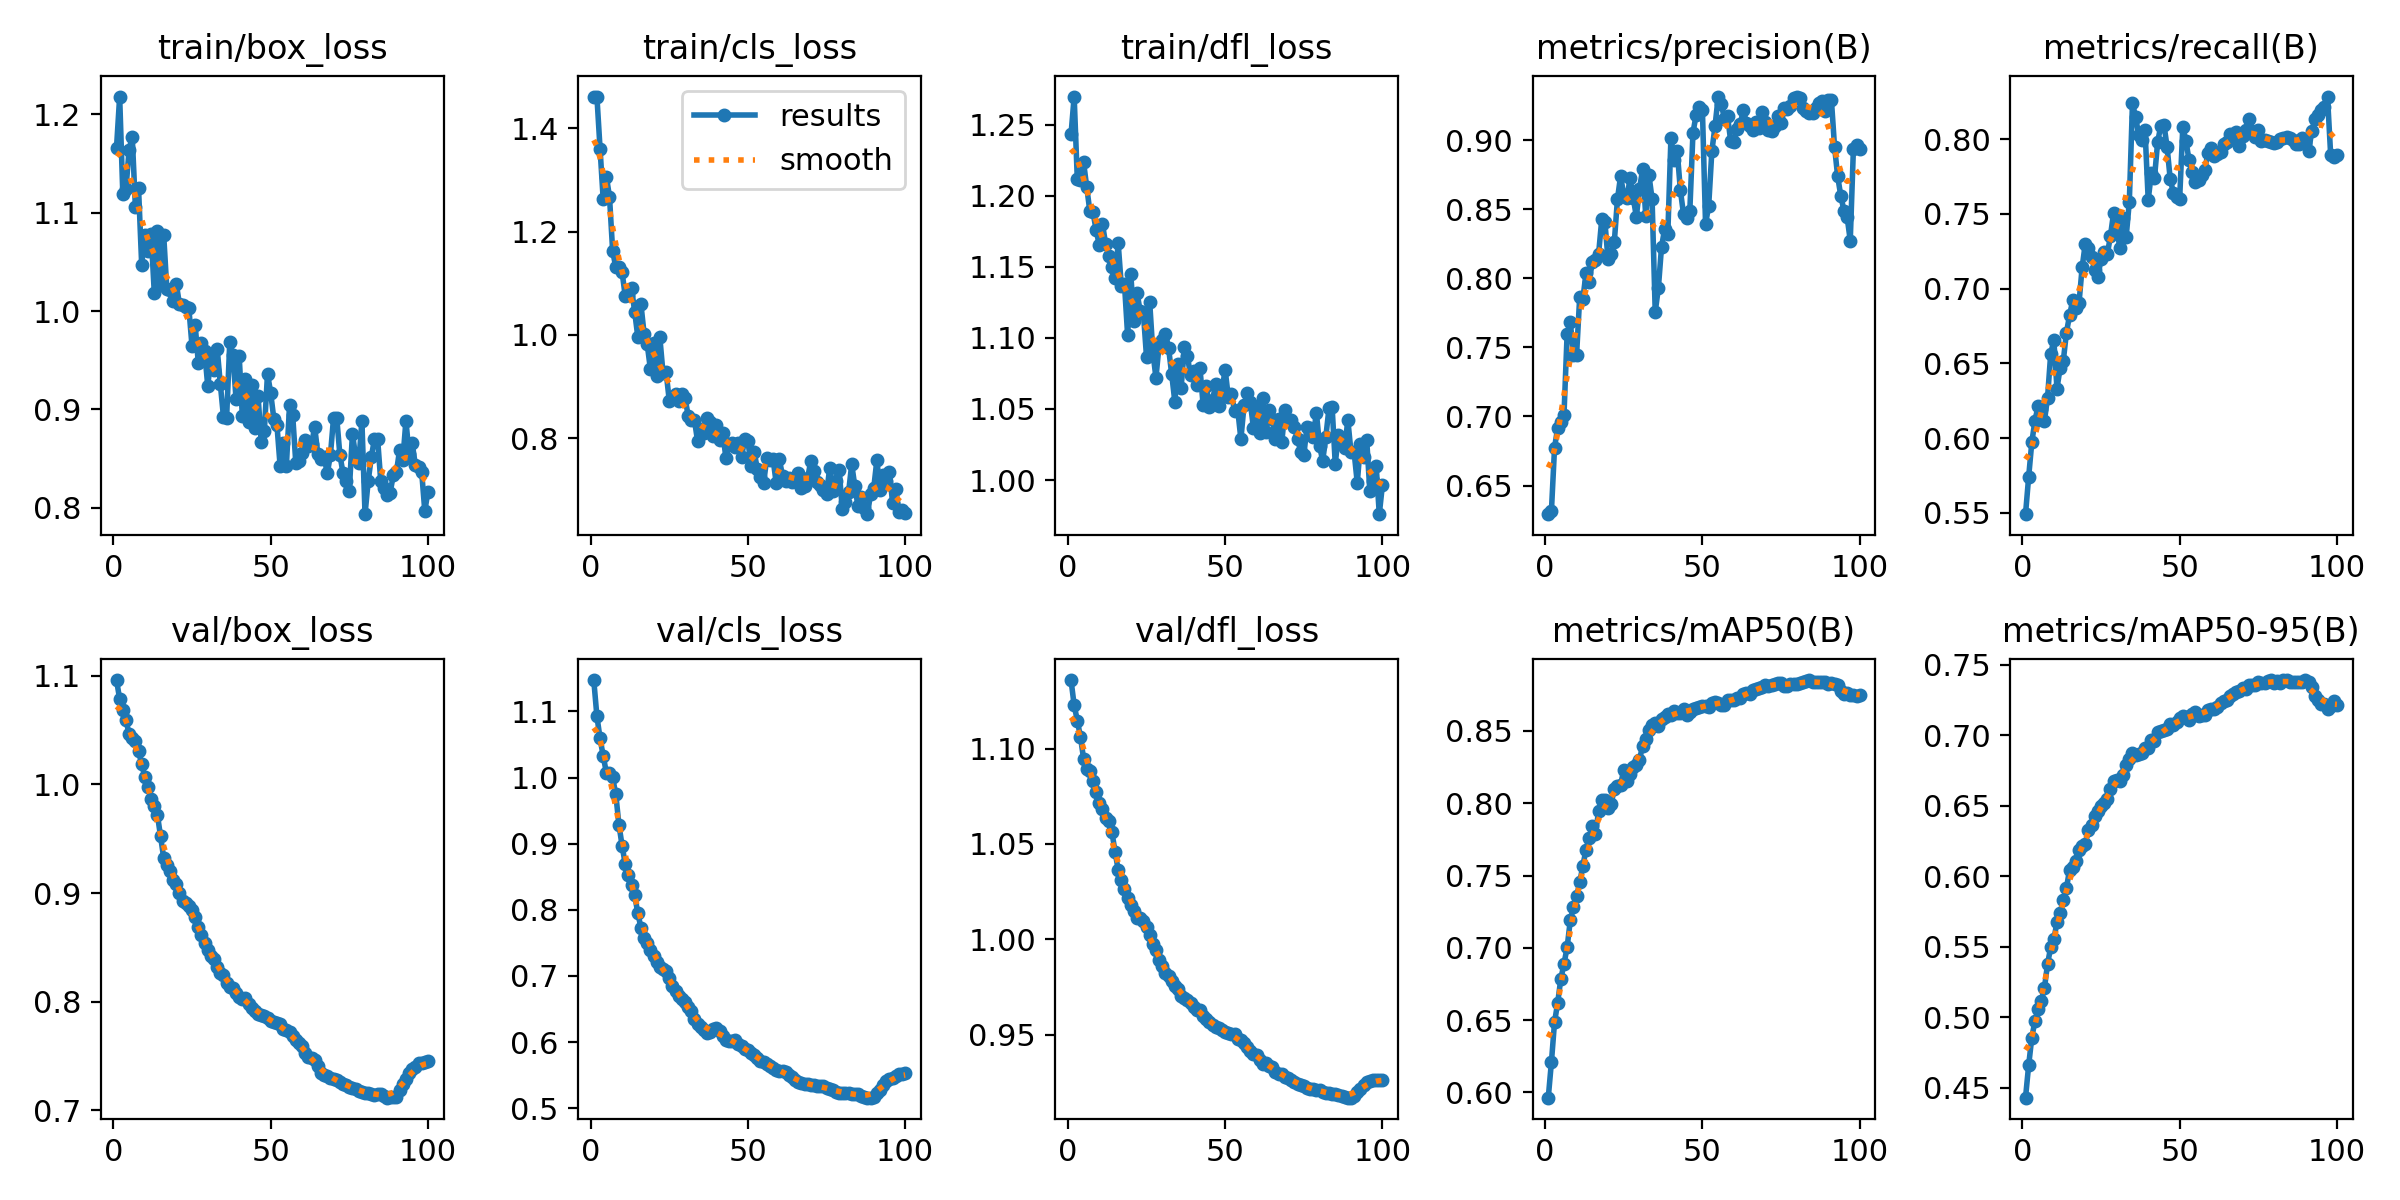 train/box_loss
1.2
1.1
1.0
0.9
0.8
0 50 100
train/cls_loss
results
smooth
1.4
1.2
1.0
0.8
0 50 100
train/dfl_loss
1.25
1.20
1.15
1.10
1.05
1.00
0 50 100
metrics/precision(B)
0.90
0.85
0.80
0.75
0.70
0.65
0 50 100
metrics/recall(B)
0.80
0.75
0.70
0.65
0.60
0.55
0 50 100
val/box_loss
1.1
1.0
0.9
0.8
0.7
0 50 100
val/cls_loss
1.1
1.0
0.9
0.8
0.7
0.6
0.5
0 50 100
val/dfl_loss
1.10
1.05
1.00
0.95
0 50 100
metrics/mAP50(B)
0.85
0.80
0.75
0.70
0.65
0.60
0 50 100
metrics/mAP50-95(B)
0.75
0.70
0.65
0.60
0.55
0.50
0.45
0 50 100